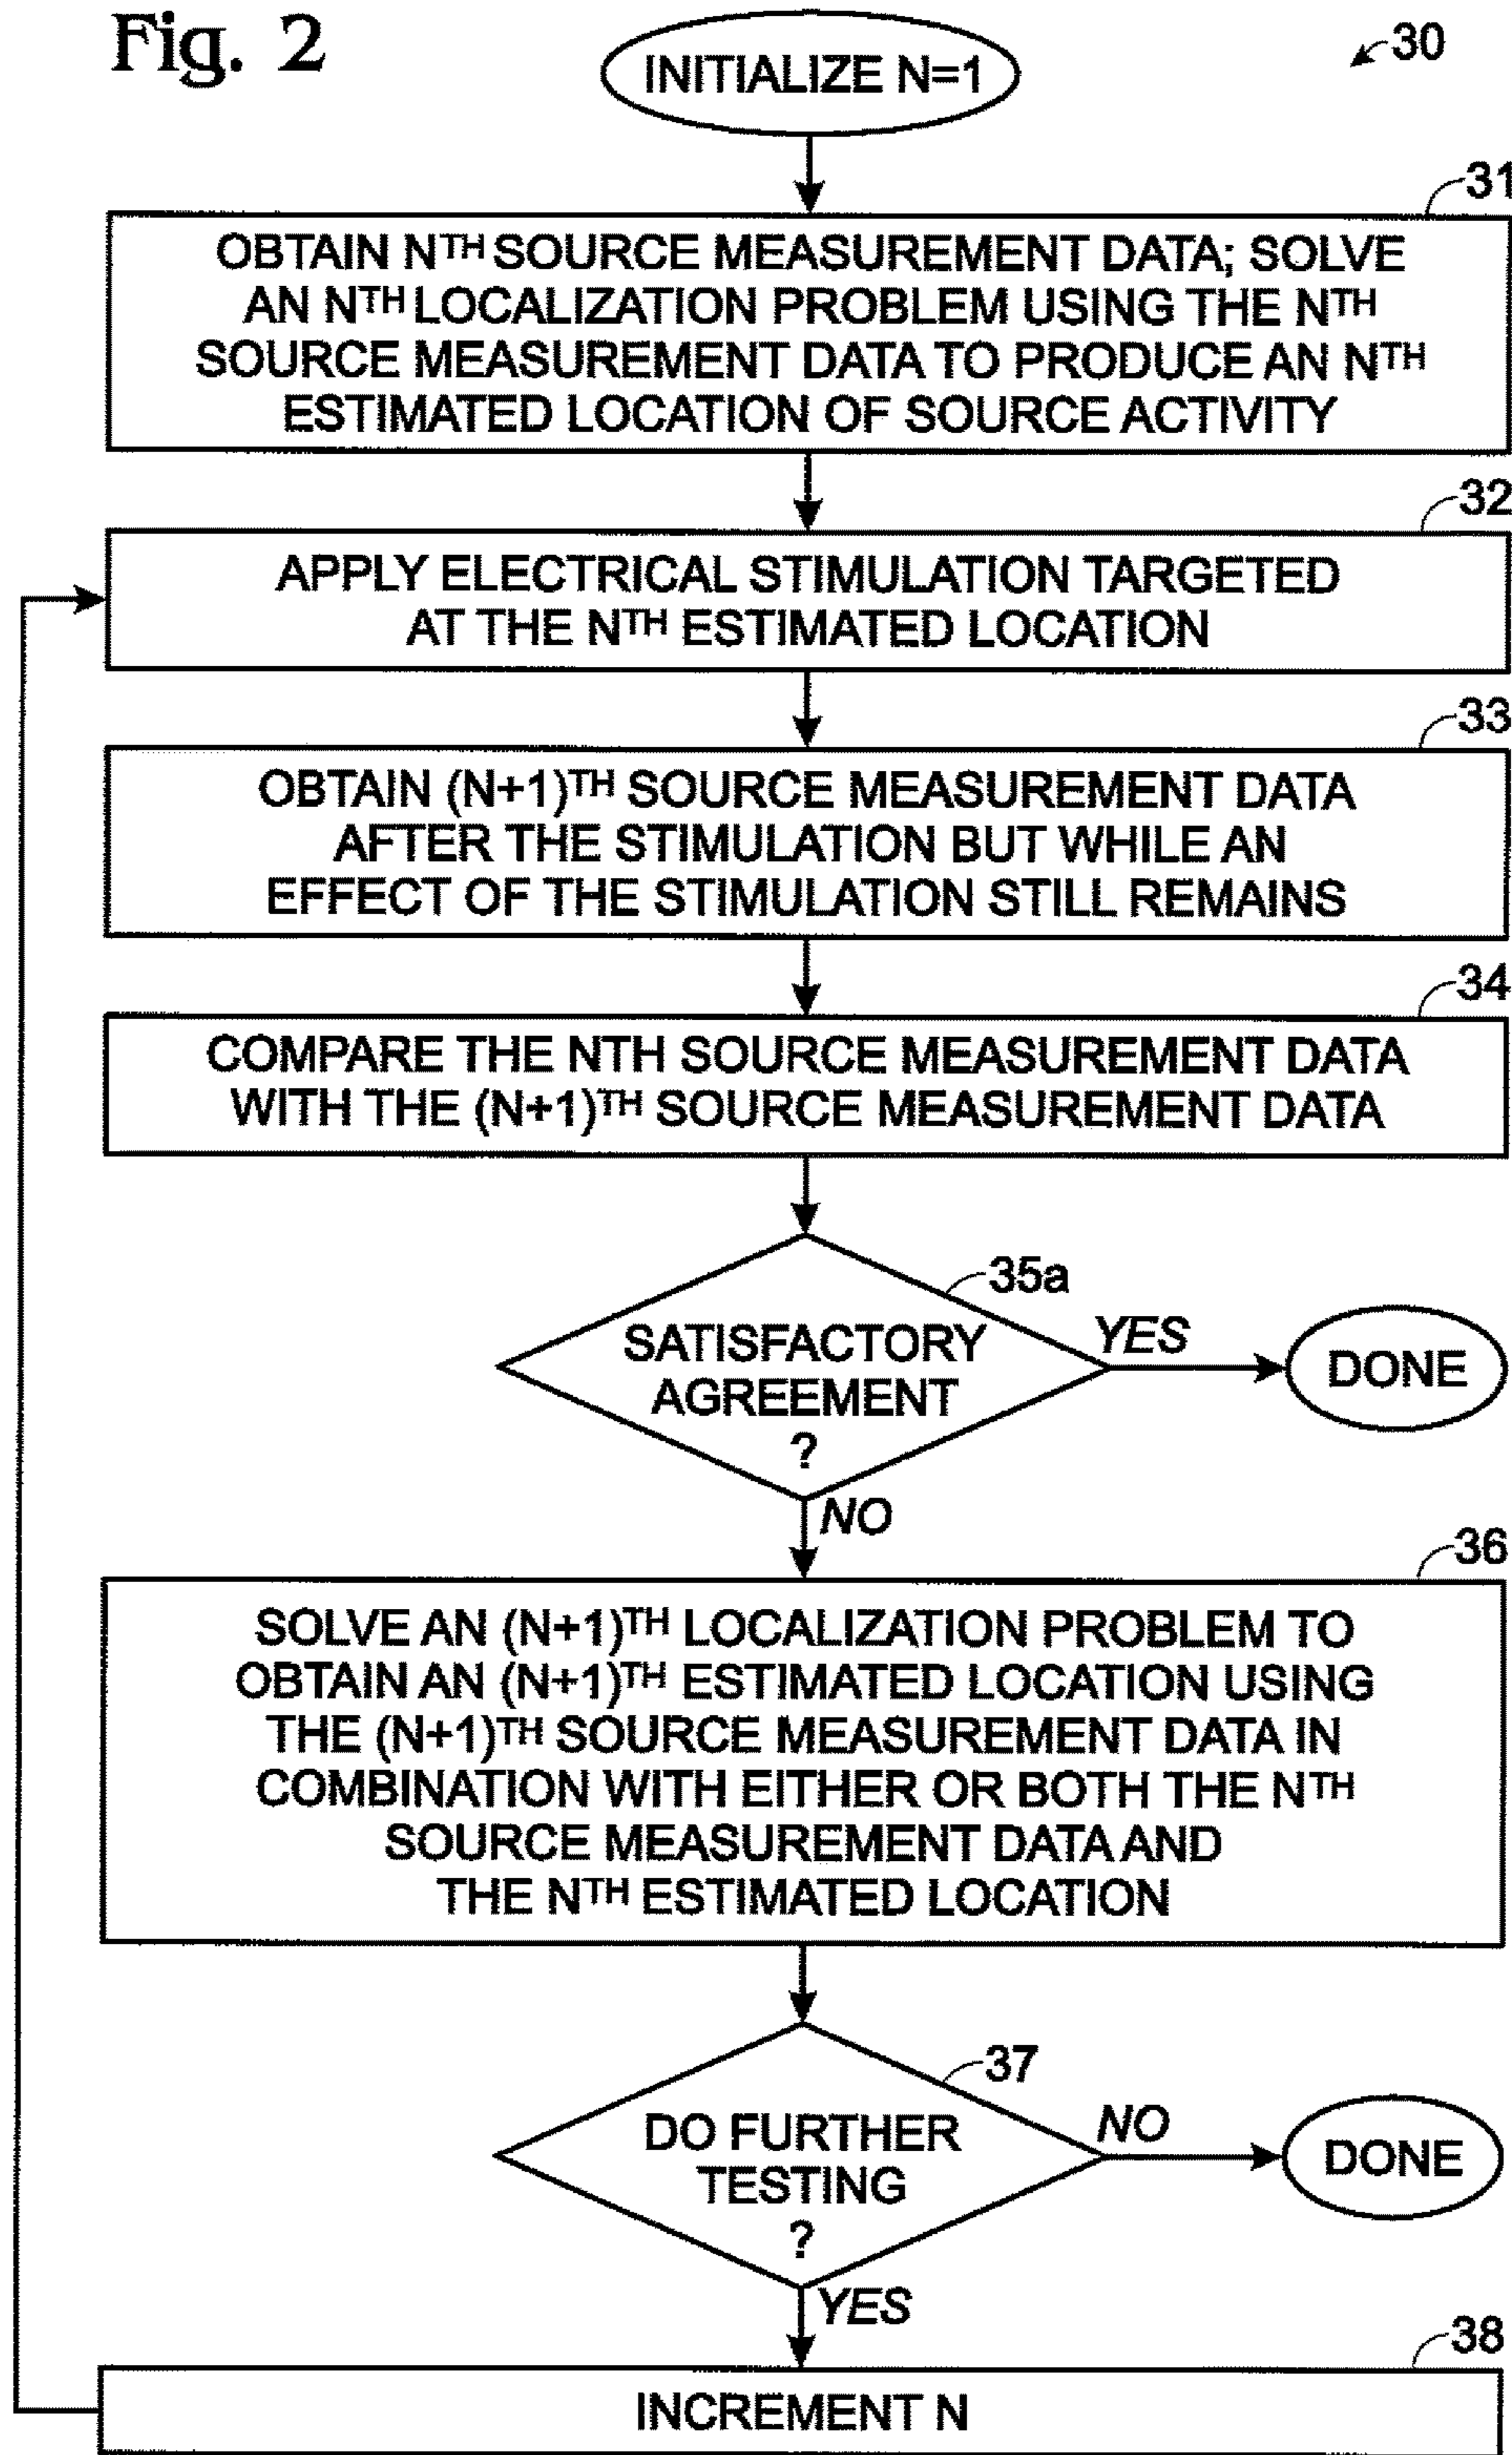 Fig. 2
30
INITIALIZE N=1
31
OBTAIN NTH SOURCE MEASUREMENT DATA; SOLVE
AN NTH LOCALIZATION PROBLEM USING THE NTH
SOURCE MEASUREMENT DATA TO PRODUCE AN NTH
ESTIMATED LOCATION OF SOURCE ACTIVITY
32
APPLY ELECTRICAL STIMULATION TARGETED
AT THE NTH ESTIMATED LOCATION
33
OBTAIN (N+1)TH SOURCE MEASUREMENT DATA
AFTER THE STIMULATION BUT WHILE AN
EFFECT OF THE STIMULATION STILL REMAINS
34
COMPARE THE NTH SOURCE MEASUREMENT DATA
WITH THE (N+1)TH SOURCE MEASUREMENT DATA
35a
SATISFACTORY
AGREEMENT
?
YES
DONE
NO
36
SOLVE AN (N+1)TH LOCALIZATION PROBLEM TO
OBTAIN AN (N+1)TH ESTIMATED LOCATION USING
THE (N+1)TH SOURCE MEASUREMENT DATA IN
COMBINATION WITH EITHER OR BOTH THE NTH
SOURCE MEASUREMENT DATA AND
THE NTH ESTIMATED LOCATION
37
DO FURTHER
TESTING
?
NO
DONE
YES
38
INCREMENT N